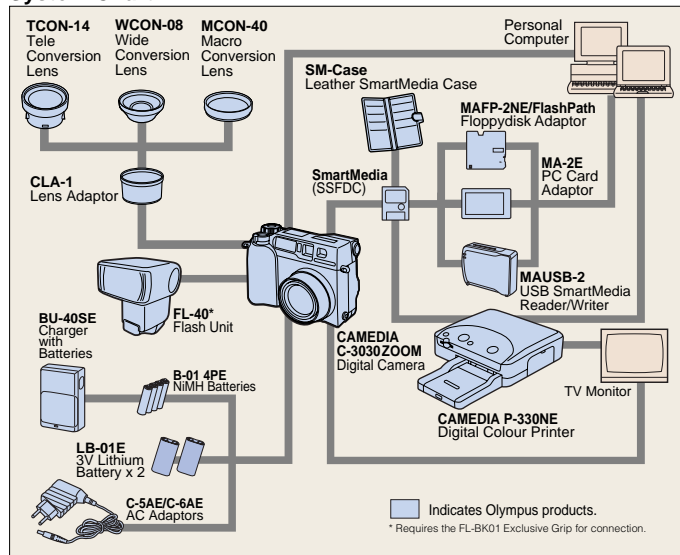 TCON-14
Tele
Conversion
Lens
WCON-08
Wide
Conversion
Lens
MCON-40
Macro
Conversion
Lens
Personal
Computer
SM-Case
Leather SmartMedia Case
MAFP-2NE/FlashPath
Floppydisk Adaptor
SmartMedia
(SSFDC)
MA-2E
PC Card
Adaptor
CLA-1
Lens Adaptor
MAUSB-2
USB SmartMedia
Reader/Writer
FL-40*
Flash Unit
BU-40SE
Charger
with
Batteries
CAMEDIA
C-3030ZOOM
Digital Camera
B-01 4PE
NiMH Batteries
TV Monitor
CAMEDIA P-330NE
Digital Colour Printer
LB-01E
3V Lithium
Battery x 2
C-5AE/C-6AE
AC Adaptors
Indicates Olympus products.
* Requires the FL-BK01 Exclusive Grip for connection.